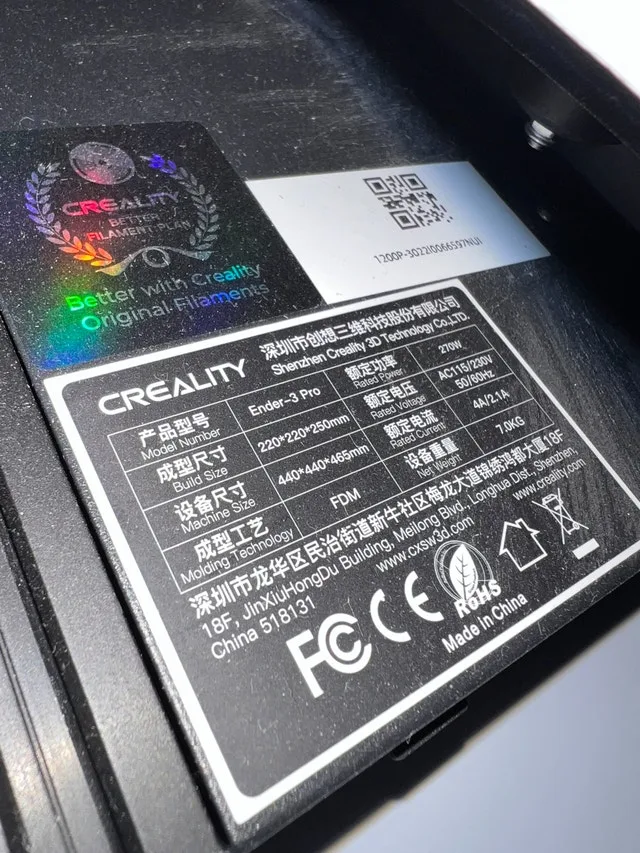 CREALITY
BETTER
FILAMENT PLAN
Better with Creality
Original Filaments
1200P-3022I0066597NUI
CREALITY
深圳市创想三维科技股份有限公司
Shenzhen Creality 3D Technology Co.,LTD.
产品型号
Model Number
Ender-3 Pro
额定功率
Rated Power
270W
成型尺寸
Build Size
220*220*250mm
额定电压
Rated Voltage
AC115/230V
50/60Hz
设备尺寸
Machine Size
440*440*465mm
额定电流
Rated Current
4A/2.1A
成型工艺
Molding Technology
FDM
设备重量
Net Weight
7.0KG
深圳市龙华区民治街道新牛社区梅龙大道锦绣鸿都大厦18F
18F, JinXiuHongDu Building, Meilong Blvd., Longhua Dist., Shenzhen,
China 518131
www.cxsw3d.com
www.creality.com
FC CE RoHS
Made in China